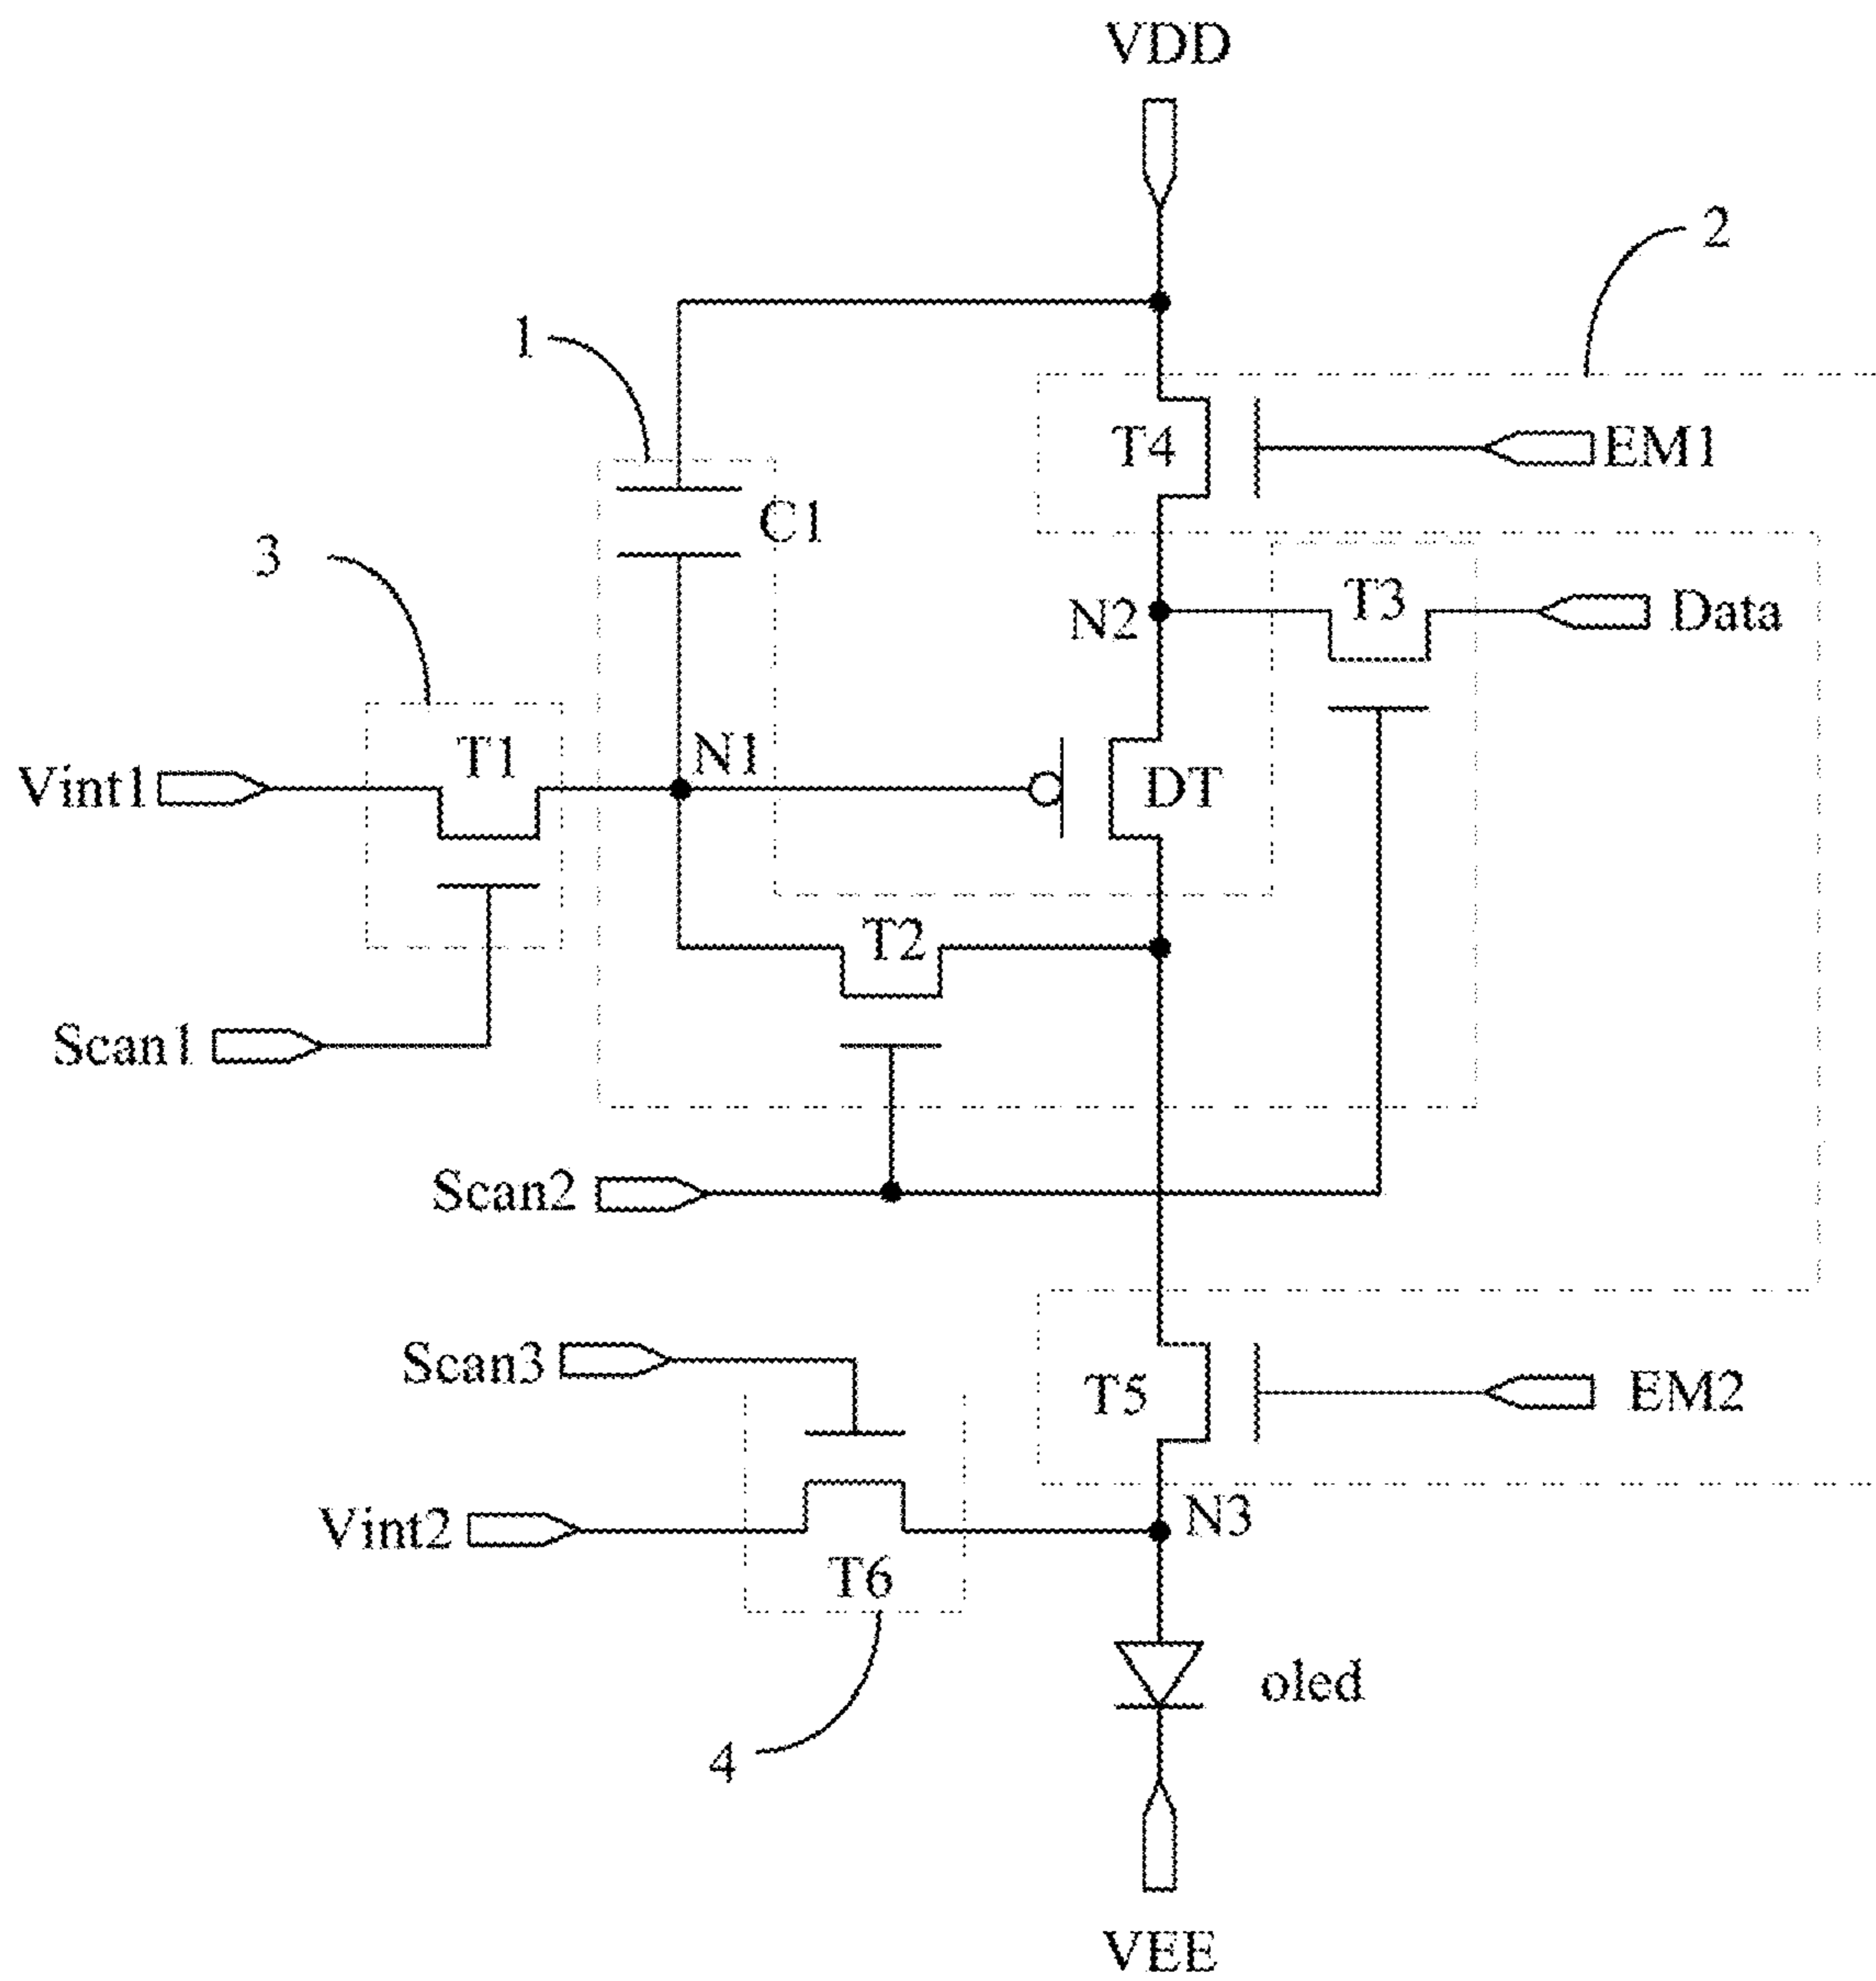 VDD
2
1
T4
EM1
C1
3
N2
T3
Data
Vint1
T1
N1
DT
T2
Scan1
Scan2
Scan3
T5
EM2
Vint2
N3
T6
oled
4
VEE